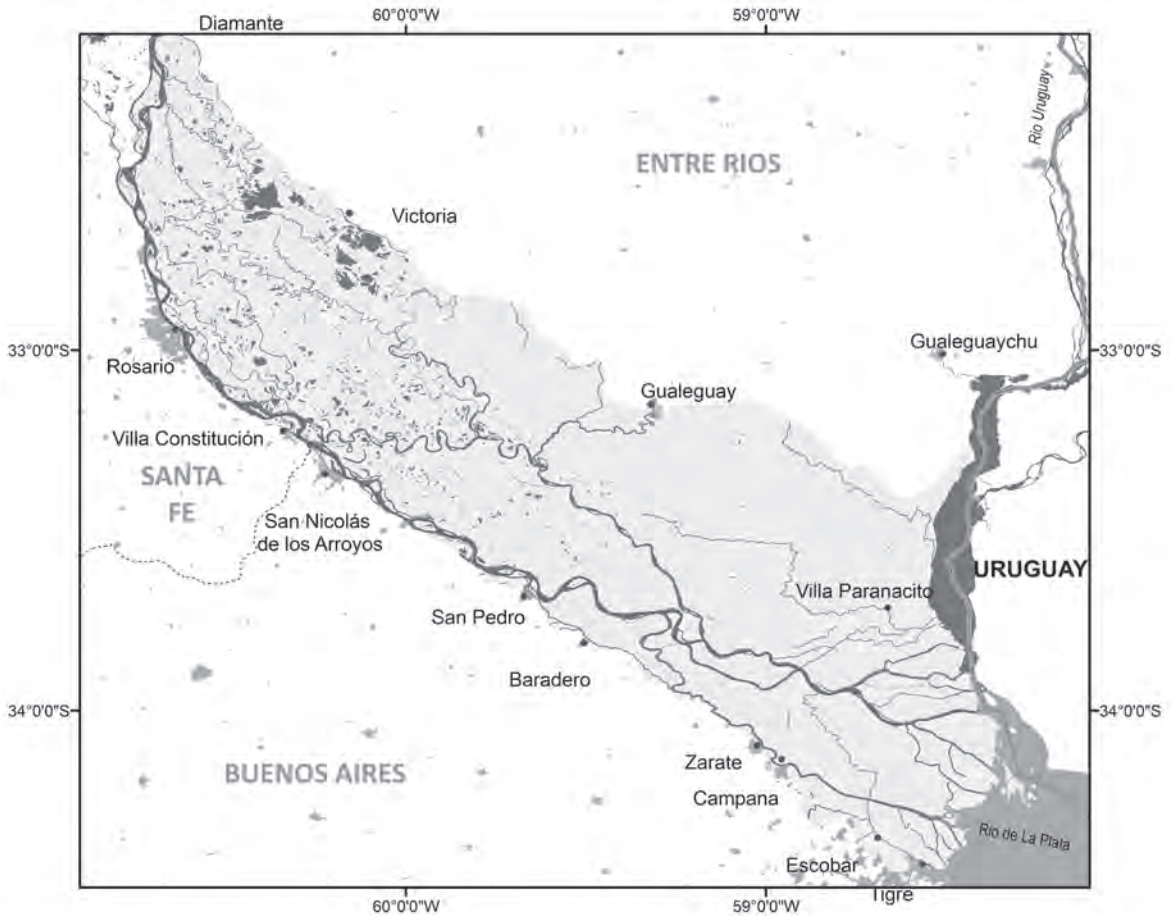 60°0'0"W
59°0'0"W
Diamante
Rio Uruguay
ENTRE RIOS
Victoria
33°0'0"S
33°0'0"S
Gualeguaychu
Rosario
Gualeguay
Villa Constitución
SANTA
FE
San Nicolás
de los Arroyos
URUGUAY
Villa Paranacito
San Pedro
Baradero
34°0'0"S
34°0'0"S
Zarate
BUENOS AIRES
Campana
Rio de La Plata
Escobar
Tigre
60°0'0"W
59°0'0"W